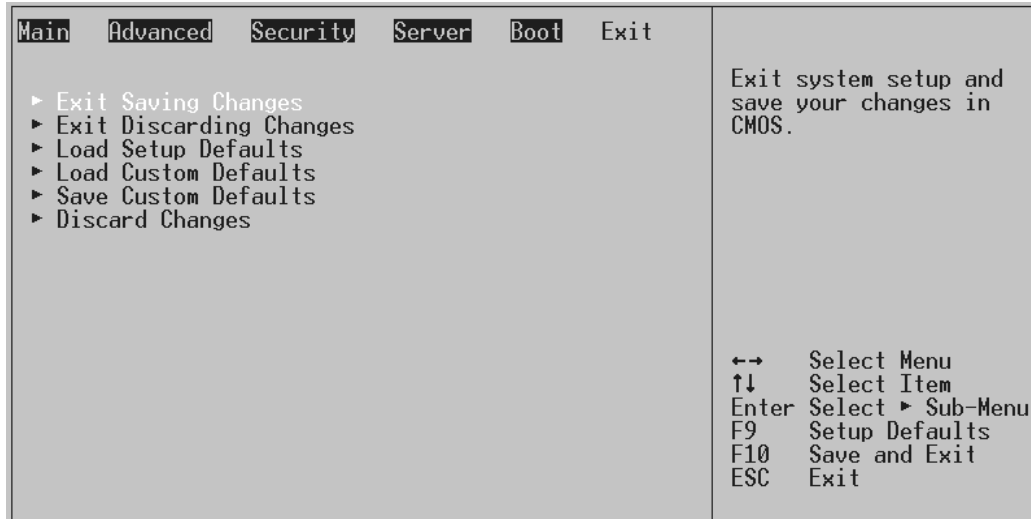 Main Advanced Security Server Boot Exit
► Exit Saving Changes
► Exit Discarding Changes
► Load Setup Defaults
► Load Custom Defaults
► Save Custom Defaults
► Discard Changes
Exit system setup and
save your changes in
CMOS.
←→ Select Menu
↑↓ Select Item
Enter Select ► Sub-Menu
F9 Setup Defaults
F10 Save and Exit
ESC Exit